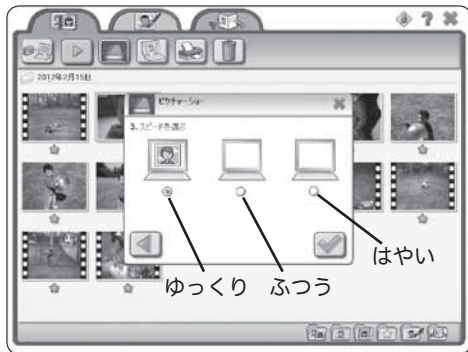 2012年2月15日
ピクチャーショー
3.スピードを選ぶ
ゆっくり
ふつう
はやい